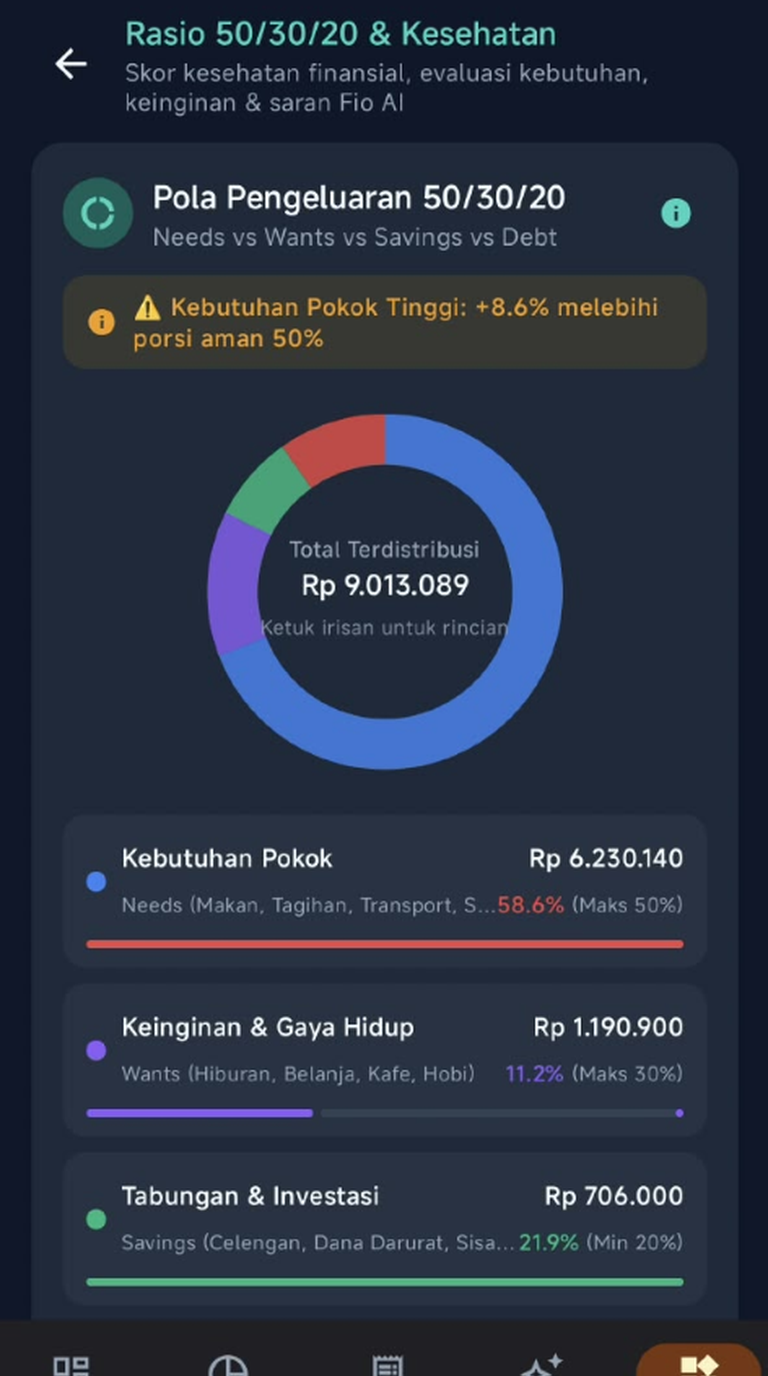 Rasio 50/30/20 & Kesehatan
Skor kesehatan finansial, evaluasi kebutuhan,
keinginan & saran Fio AI
Pola Pengeluaran 50/30/20
Needs vs Wants vs Savings vs Debt
⚠️ Kebutuhan Pokok Tinggi: +8.6% melebihi
porsi aman 50%
Total Terdistribusi
Rp 9.013.089
Ketuk irisan untuk rincian
Kebutuhan Pokok Rp 6.230.140
Needs (Makan, Tagihan, Transport, S... 58.6% (Maks 50%)
Keinginan & Gaya Hidup Rp 1.190.900
Wants (Hiburan, Belanja, Kafe, Hobi) 11.2% (Maks 30%)
Tabungan & Investasi Rp 706.000
Savings (Celengan, Dana Darurat, Sisa... 21.9% (Min 20%)